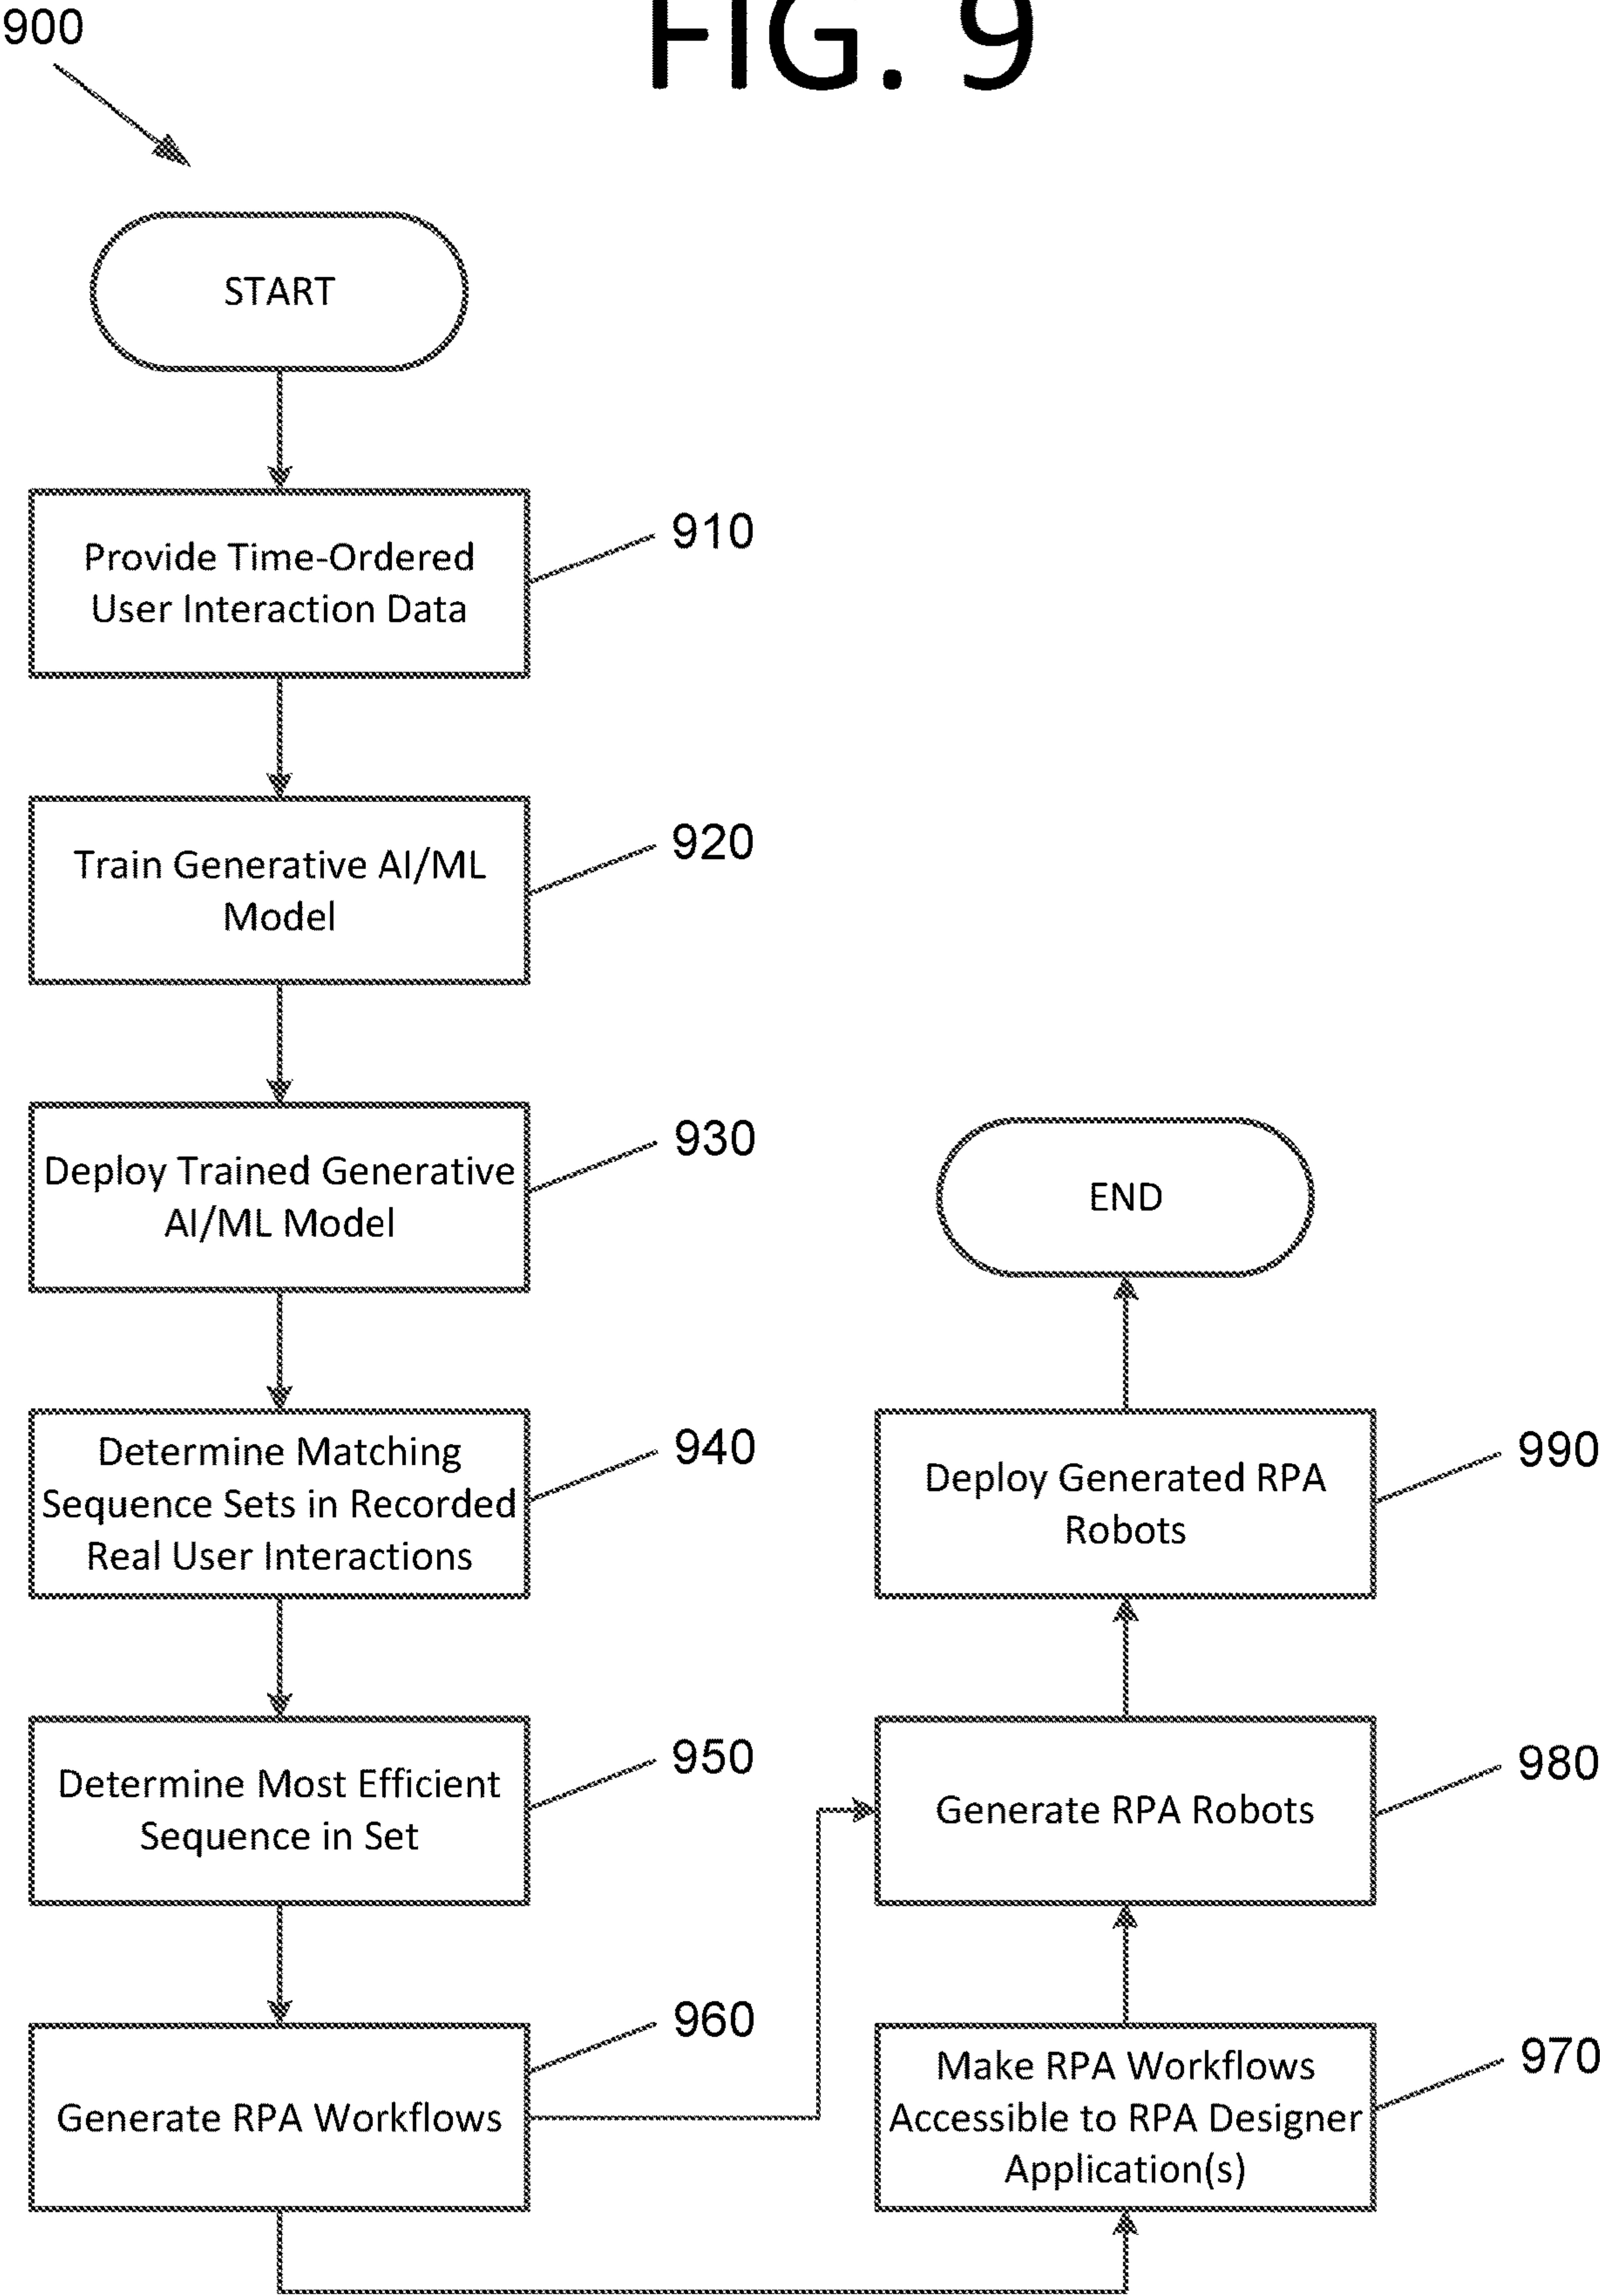 900
FIG. 9
START
Provide Time-Ordered
User Interaction Data
910
Train Generative AI/ML
Model
920
Deploy Trained Generative
AI/ML Model
930
Determine Matching
Sequence Sets in Recorded
Real User Interactions
940
Determine Most Efficient
Sequence in Set
950
Generate RPA Workflows
960
Make RPA Workflows
Accessible to RPA Designer
Application(s)
970
Generate RPA Robots
980
Deploy Generated RPA
Robots
990
END